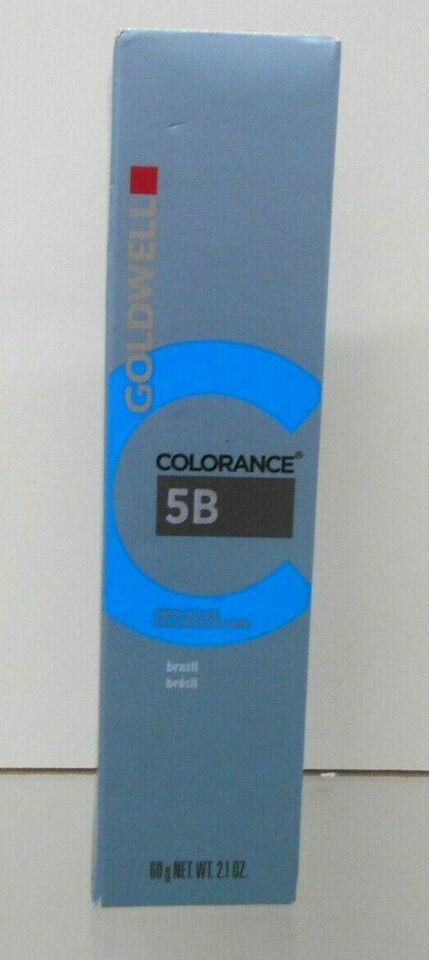 GOLDWELL
COLORANCE®
5B
brazil
brésil
60 g NET WT. 2.1 OZ.